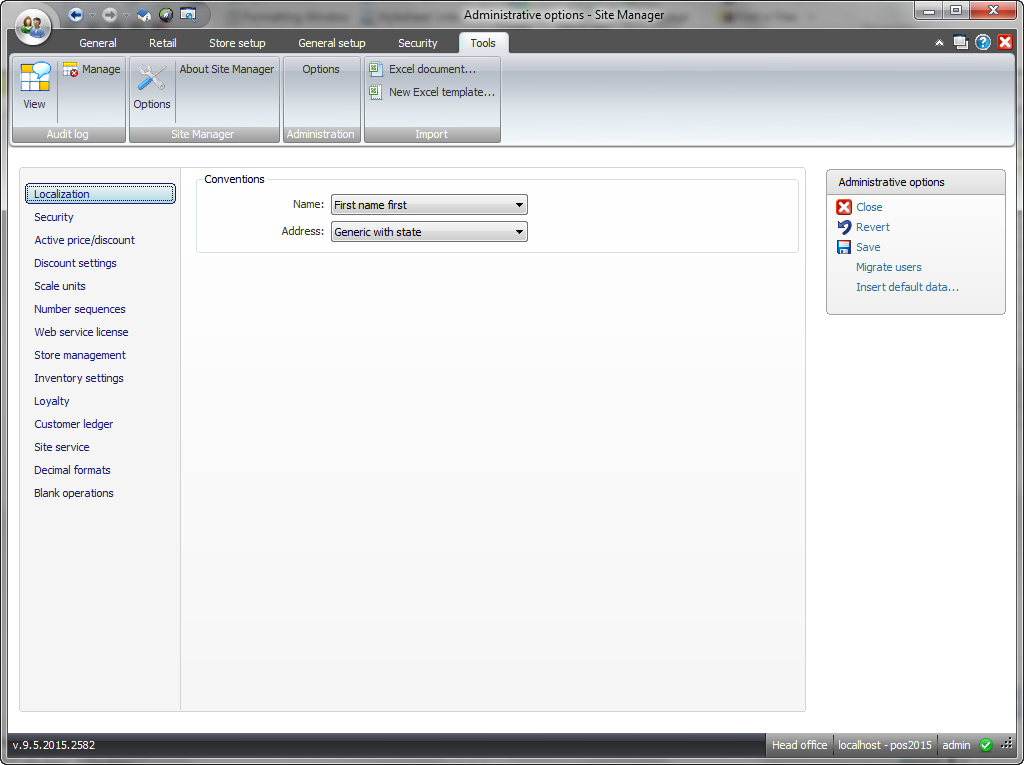 Administrative options - Site Manager
General Retail Store setup General setup Security Tools
View
Manage
Audit log
Options
About Site Manager
Site Manager
Options
Administration
Excel document...
New Excel template...
Import
Localization
Security
Active price/discount
Discount settings
Scale units
Number sequences
Web service license
Store management
Inventory settings
Loyalty
Customer ledger
Site service
Decimal formats
Blank operations
Conventions
Name: First name first
Address: Generic with state
Administrative options
Close
Revert
Save
Migrate users
Insert default data...
v.9.5.2015.2582
Head office localhost - pos2015 admin